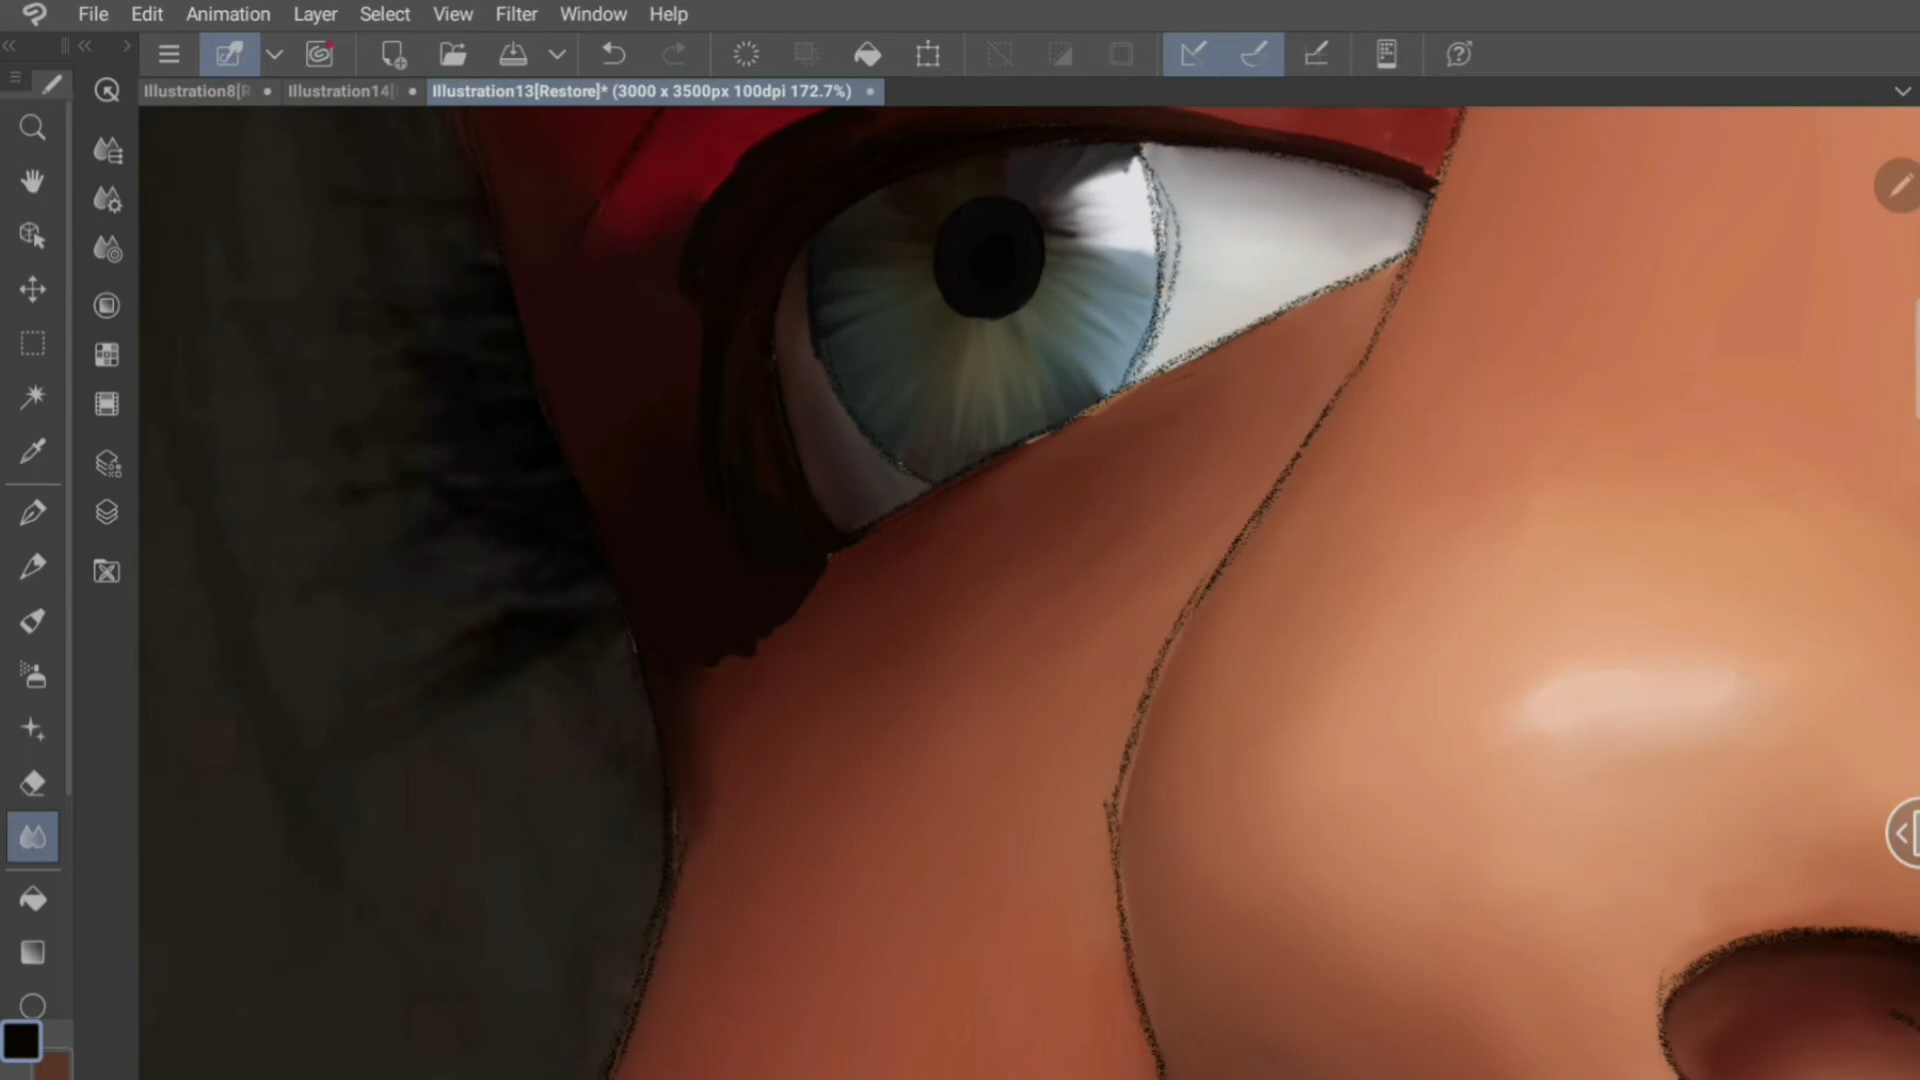 File Edit Animation Layer Select View Filter Window Help
Illustration8[R Illustration14[ Illustration13[Restore]* (3000 x 3500px 100dpi 172.7%)